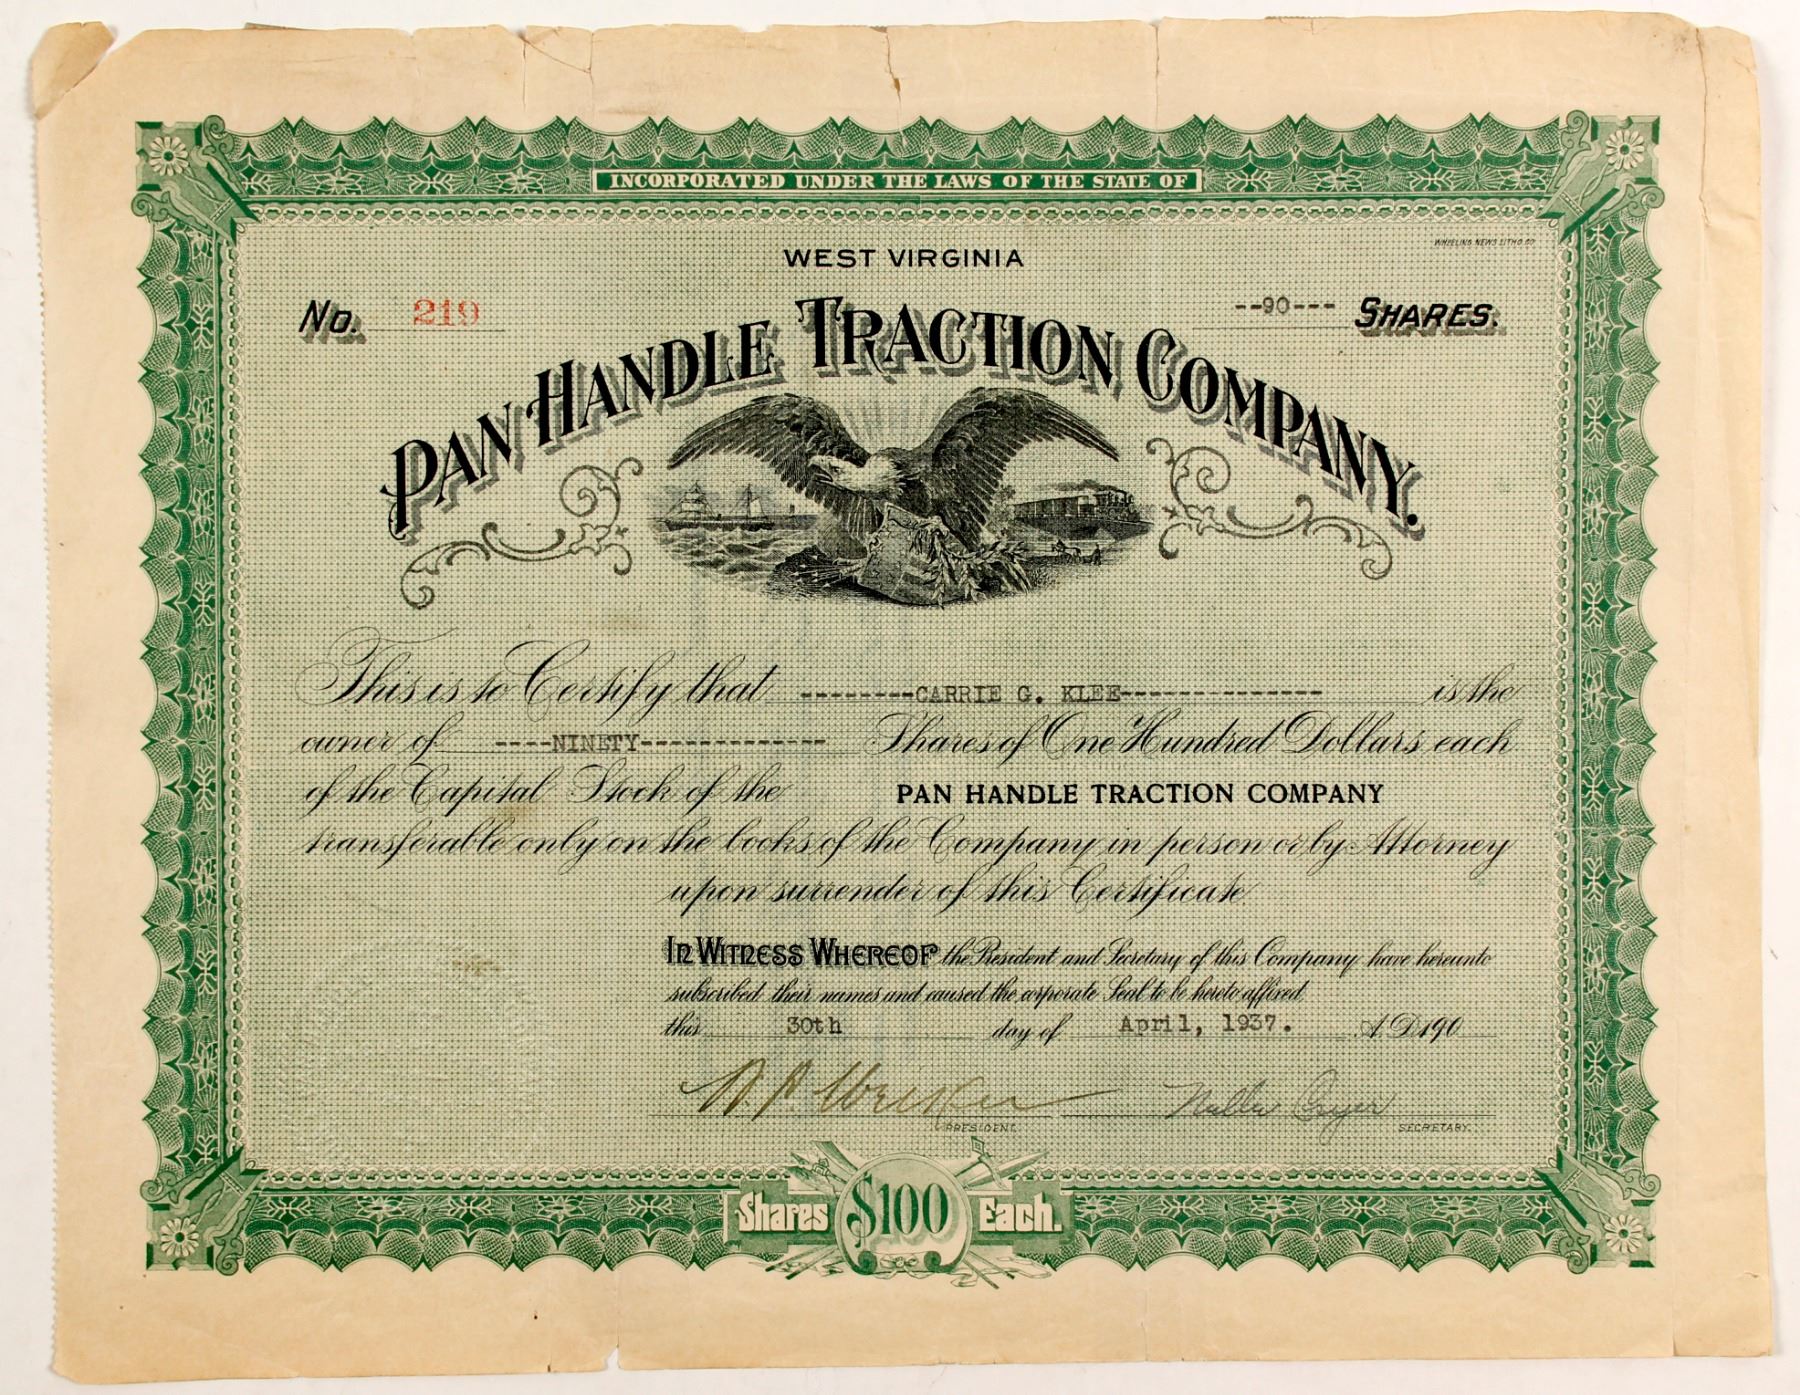 INCORPORATED UNDER THE LAWS OF THE STATE OF
WEST VIRGINIA
WHEELING NEWS LITHO. CO
No. 219
--90--- SHARES.
PAN HANDLE TRACTION COMPANY.
This is to Certify that --------CARRIE G. KLEE-------------- is the
owner of ----NINETY-------------- Shares of One Hundred Dollars each
of the Capital Stock of the PAN HANDLE TRACTION COMPANY
transferable only on the books of the Company in person or by Attorney
upon surrender of this Certificate
IN WITNESS WHEREOF the President and Secretary of this Company have hereunto
subscribed their names and caused the corporate Seal to be hereto affixed
this 30th day of April, 1937. A.D. 190
PRESIDENT.
SECRETARY.
Shares $100 Each.